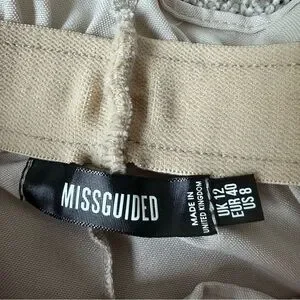 MISSGUIDED
MADE IN
UNITED KINGDOM
UK 12
EUR 40
US 8